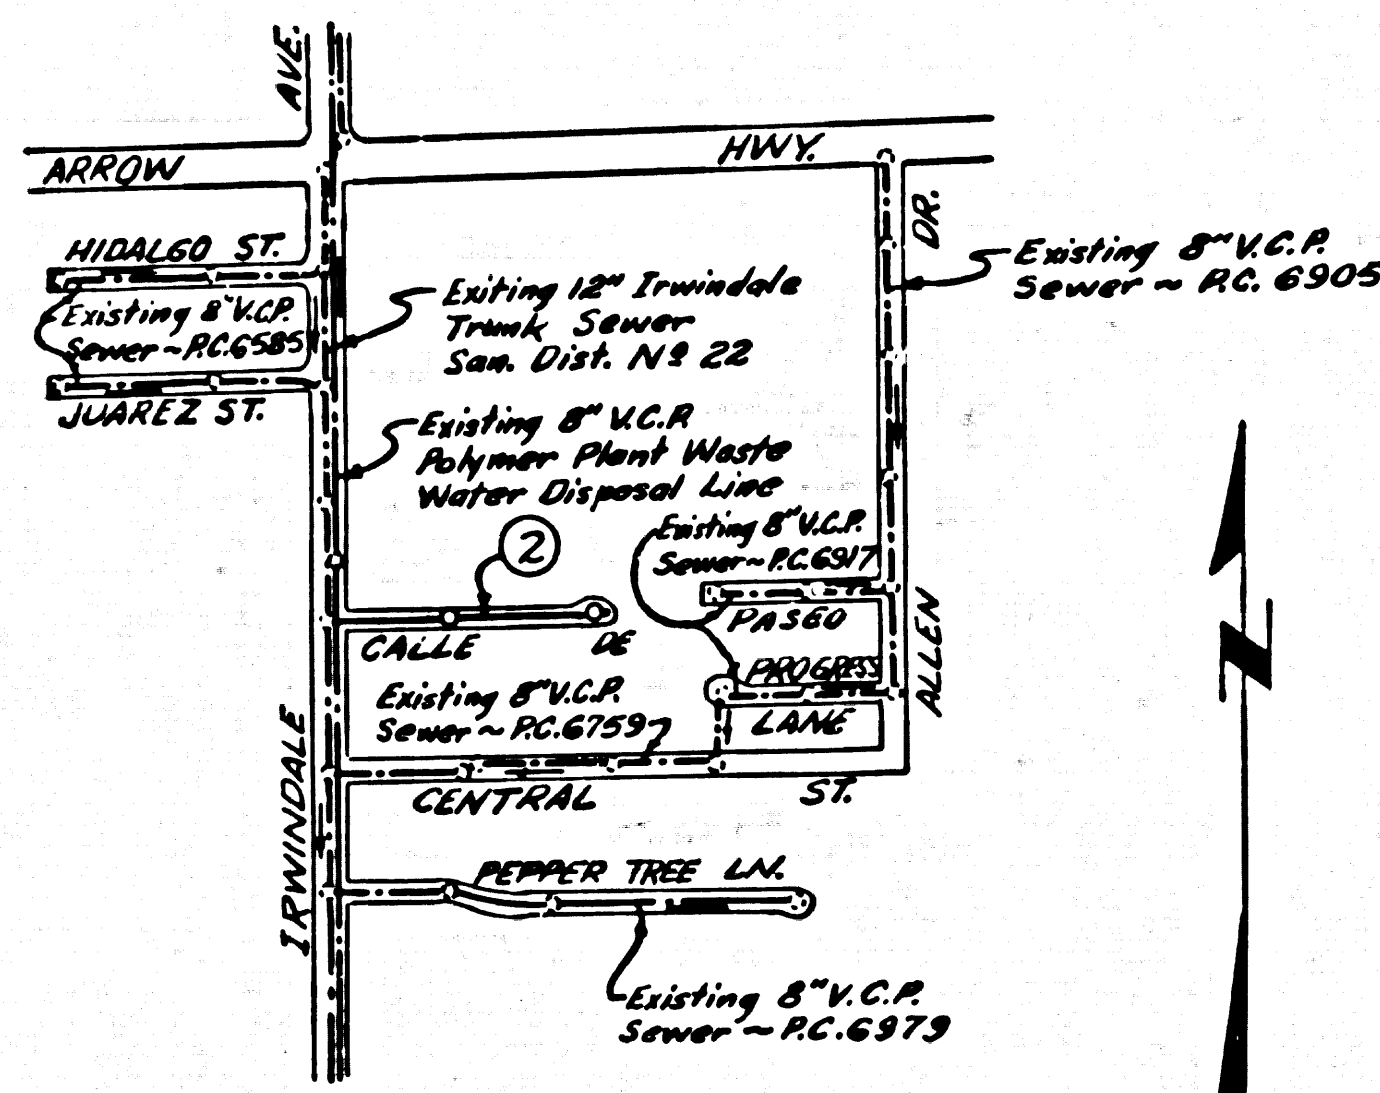 AVE.
ARROW
HWY.
HIDALGO ST.
DR.
Existing 8" V.C.P.
Sewer ~ P.C. 6905
Existing 8" V.C.P.
Sewer ~ P.C. 6585
Exiting 12" Irwindale
Trunk Sewer
San. Dist. Nº 22
JUAREZ ST.
Existing 8" V.C.P.
Polymer Plant Waste
Water Disposal Line
Existing 8" V.C.P.
Sewer ~ P.C. 6917
2
CALLE DE PASEO
ALLEN
PROGRESS
LANE
Existing 8" V.C.P.
Sewer ~ P.C. 6759
IRWINDALE
CENTRAL ST.
PEPPER TREE LN.
Existing 8" V.C.P.
Sewer ~ P.C. 6979
N